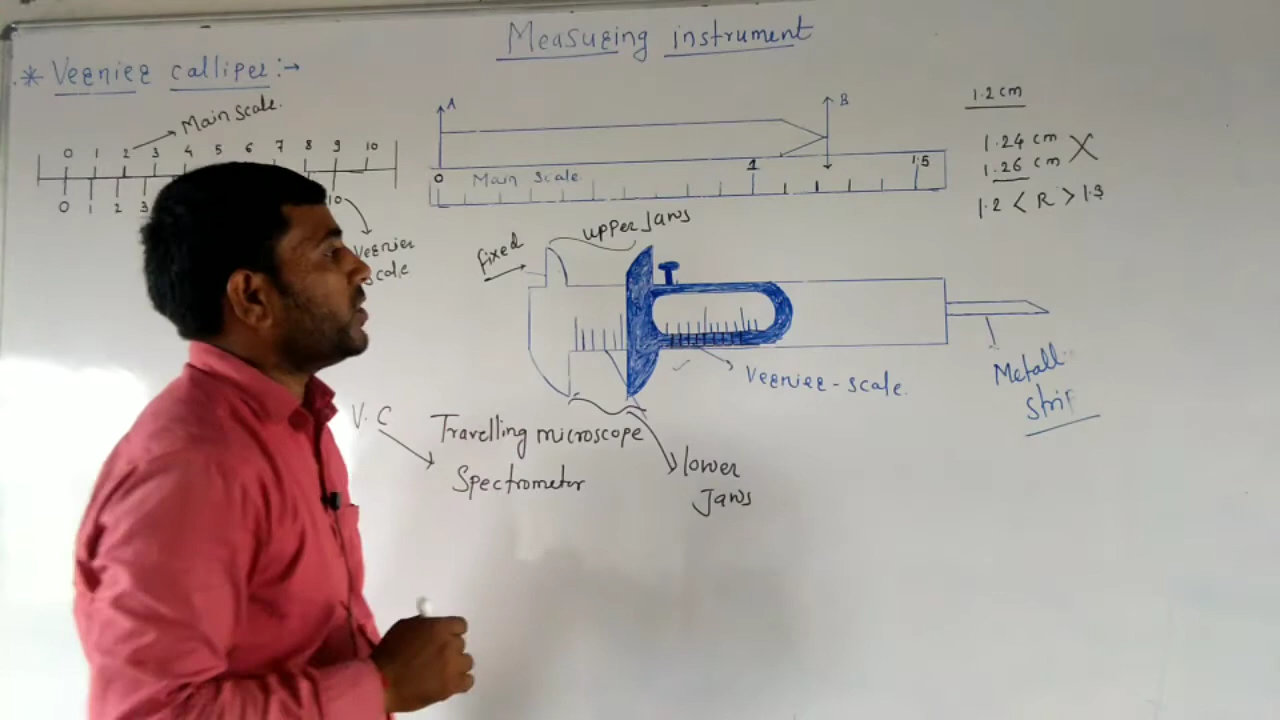 Measuring instrument
* Vernier calliper :→
Main scale.
0 1 2 3 4 5 6 7 8 9 10
0 1 2 3 10
Vernier
scale
A B
0 Main Scale 1 1.5
1.2 cm
1.24 cm
1.26 cm
1.2 < R > 1.3
fixed
upper Jaws
Vernier-scale.
Metall
strip
V.C
Travelling microscope
Spectrometer
lower
Jaws